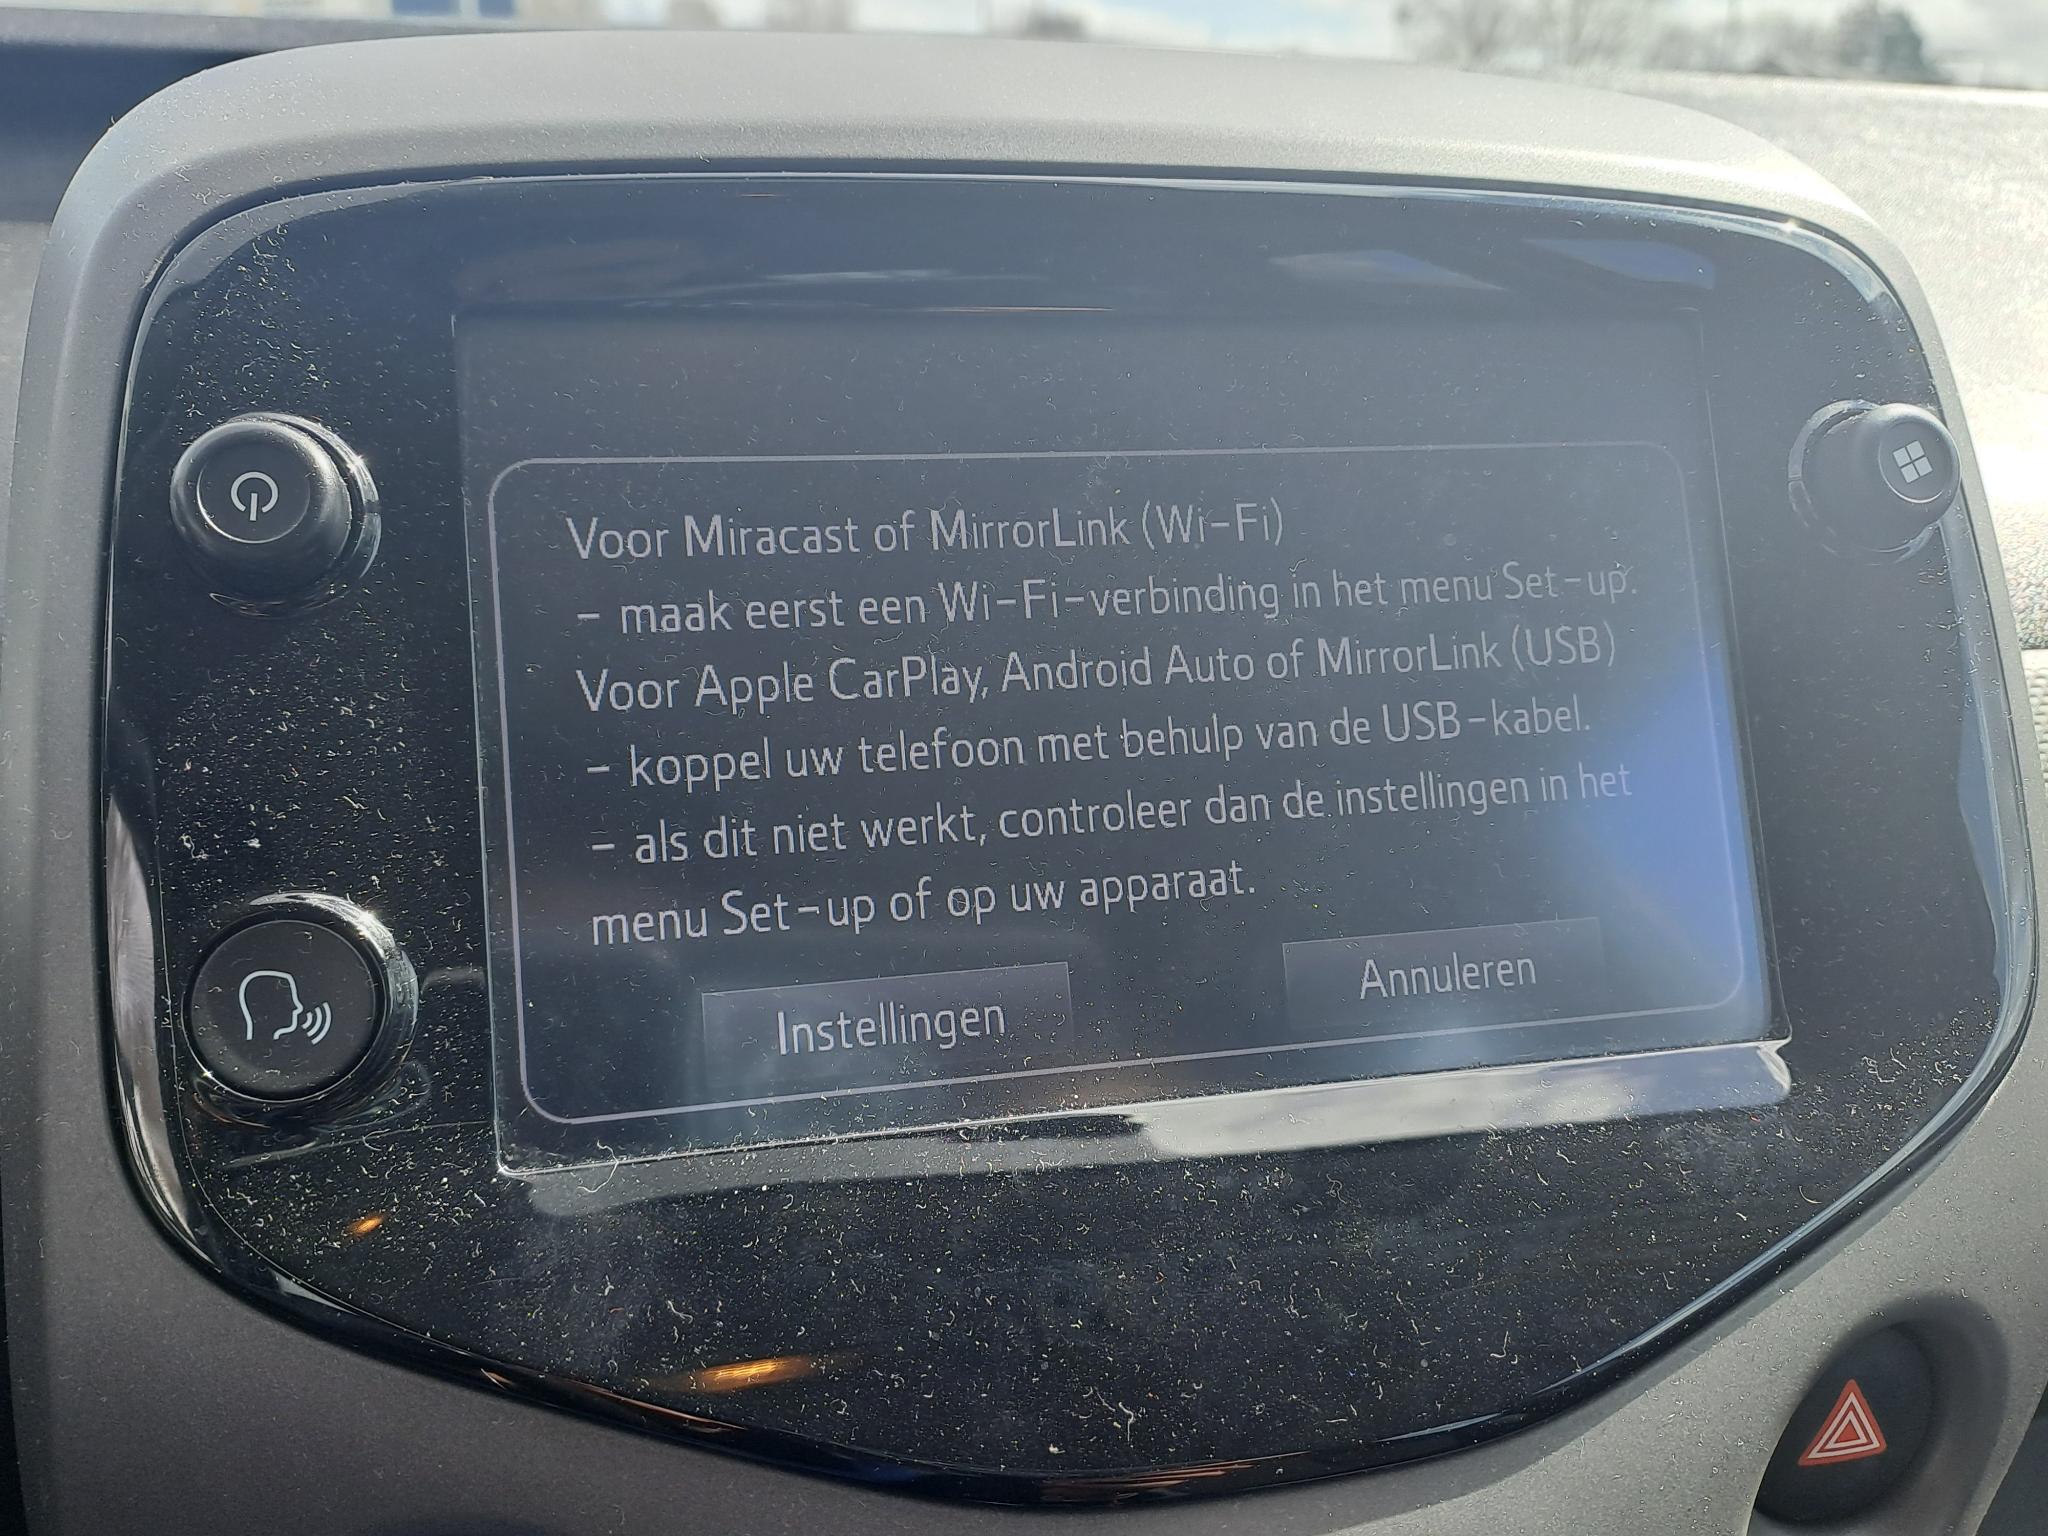 Voor Miracast of MirrorLink (Wi-Fi)
- maak eerst een Wi-Fi-verbinding in het menu Set-up.
Voor Apple CarPlay, Android Auto of MirrorLink (USB)
- koppel uw telefoon met behulp van de USB-kabel.
- als dit niet werkt, controleer dan de instellingen in het
menu Set-up of op uw apparaat.
Instellingen
Annuleren